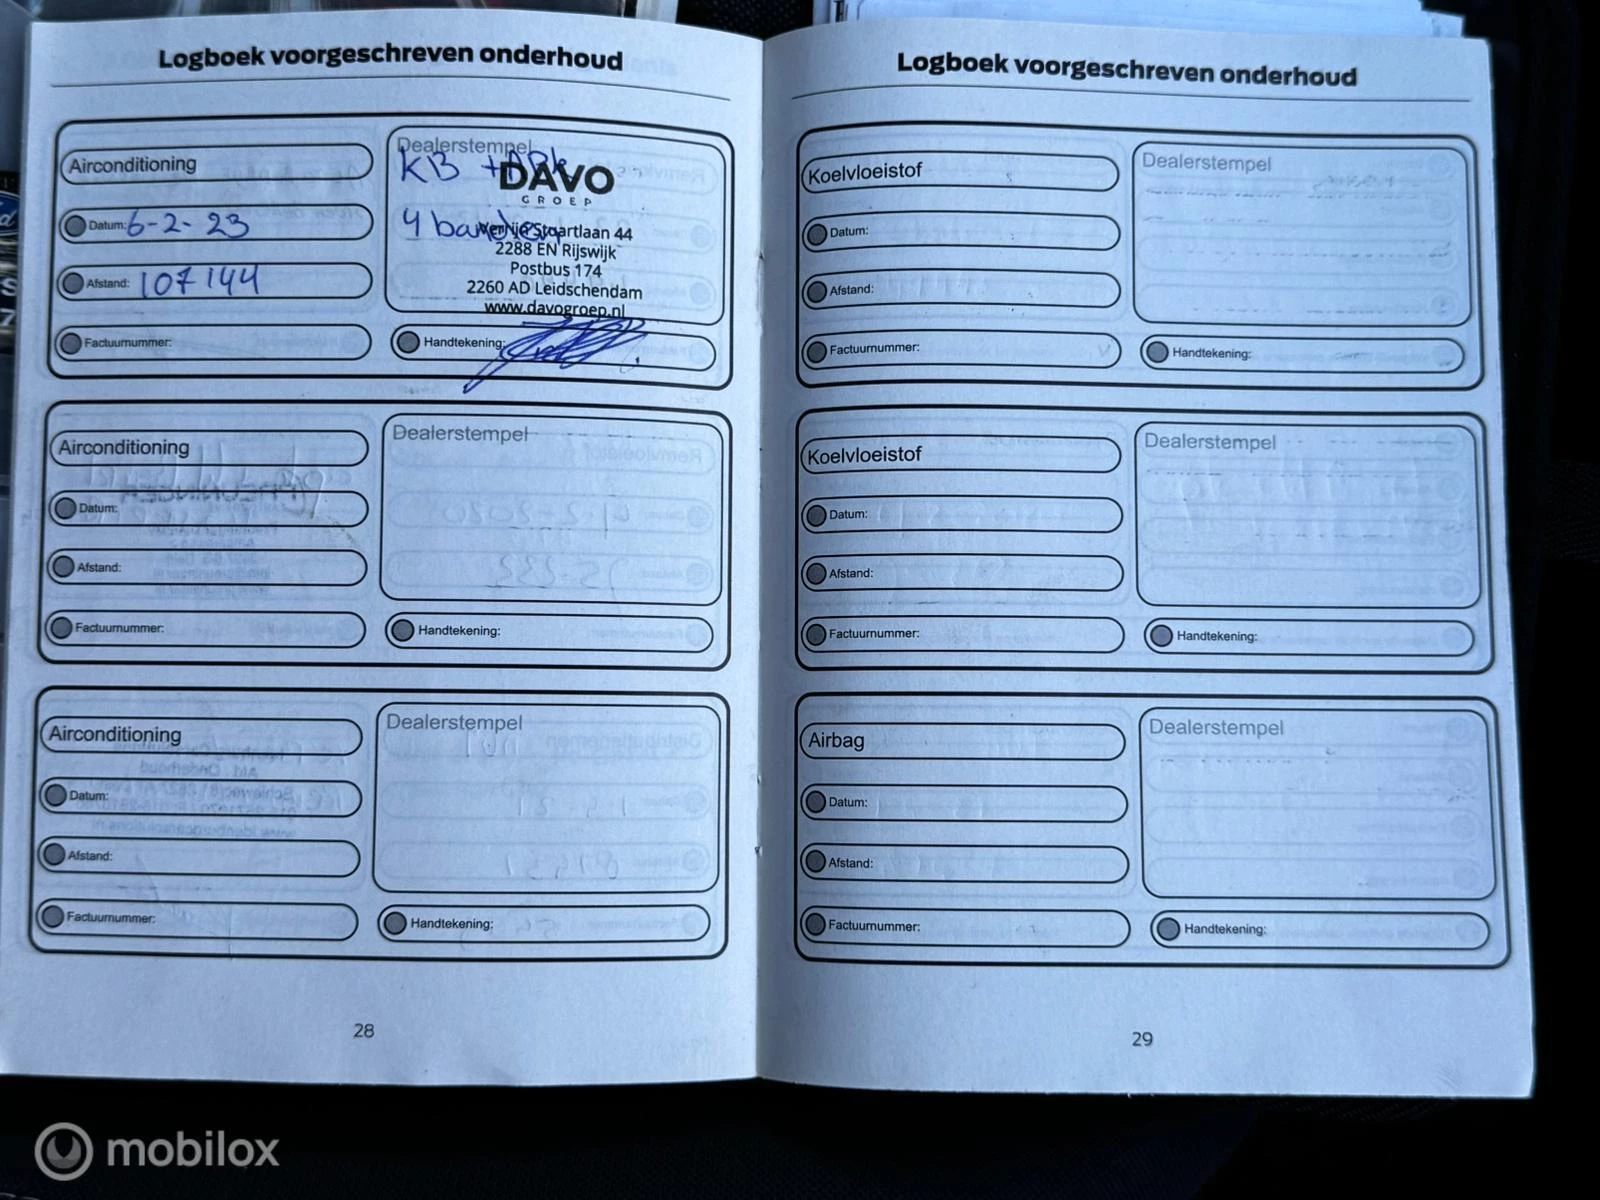 Logboek voorgeschreven onderhoud
Airconditioning
Datum: 6-2-23
Afstand: 107144
Factuurnummer:
Dealerstempel
KB + APK
4 banden
DAVO
GROEP
Stoartlaan 44
2288 EN Rijswijk
Postbus 174
2260 AD Leidschendam
www.davogroep.nl
Handtekening:
Airconditioning
Datum:
Afstand:
Factuurnummer:
Dealerstempel
Handtekening:
Airconditioning
Datum:
Afstand:
Factuurnummer:
Dealerstempel
Handtekening:
28
Logboek voorgeschreven onderhoud
Koelvloeistof
Datum:
Afstand:
Factuurnummer:
Dealerstempel
Handtekening:
Koelvloeistof
Datum:
Afstand:
Factuurnummer:
Dealerstempel
Handtekening:
Airbag
Datum:
Afstand:
Factuurnummer:
Dealerstempel
Handtekening:
29
mobilox